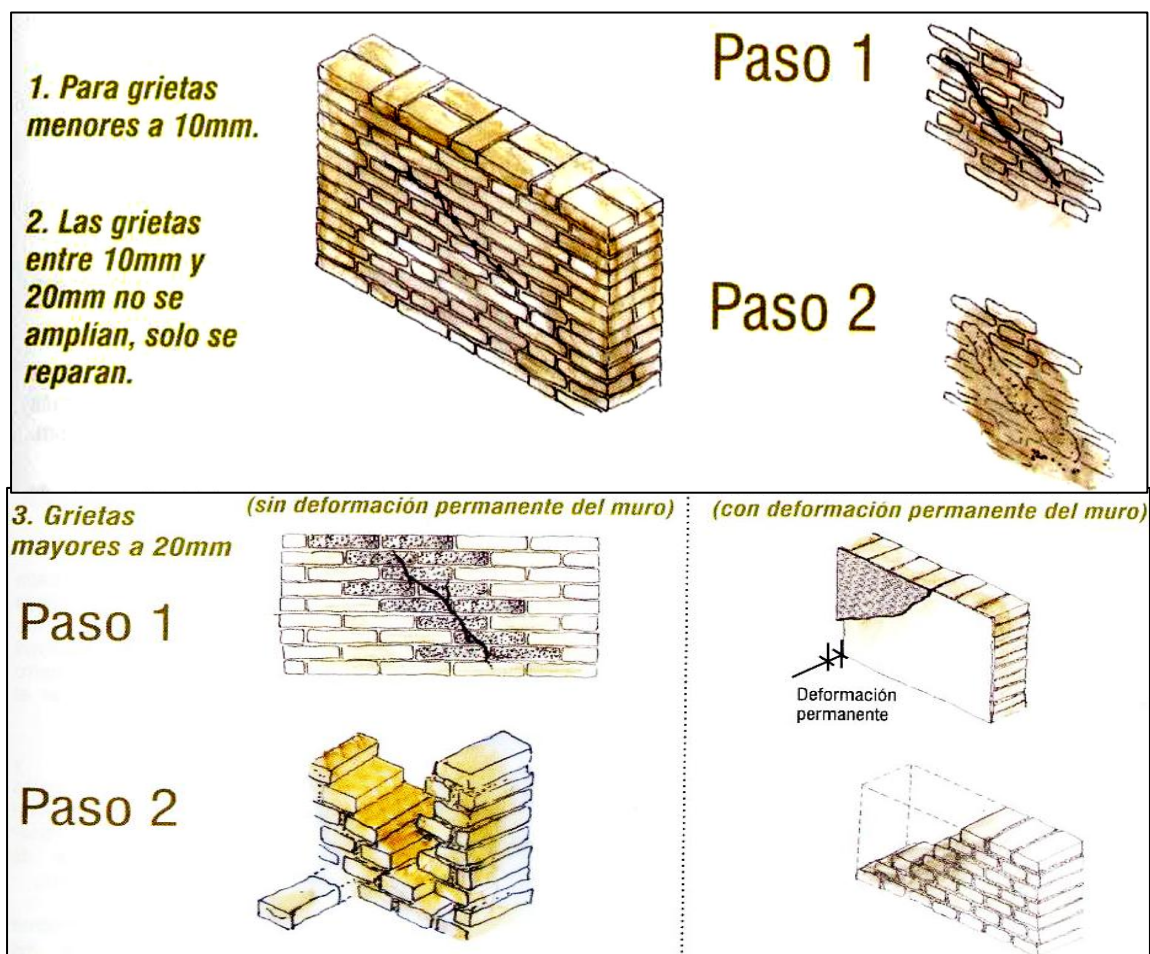 1. Para grietas
menores a 10mm.
2. Las grietas
entre 10mm y
20mm no se
amplían, solo se
reparan.
Paso 1
Paso 2
3. Grietas
mayores a 20mm
(sin deformación permanente del muro)
(con deformación permanente del muro)
Paso 1
Deformación
permanente
Paso 2